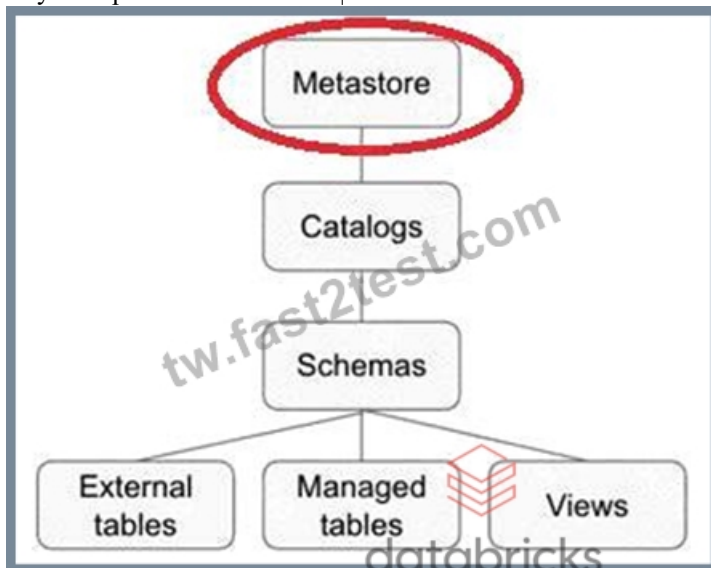 Metastore
Catalogs
tw.fast2test.com
Schemas
External
tables
Managed
tables
Views
databricks